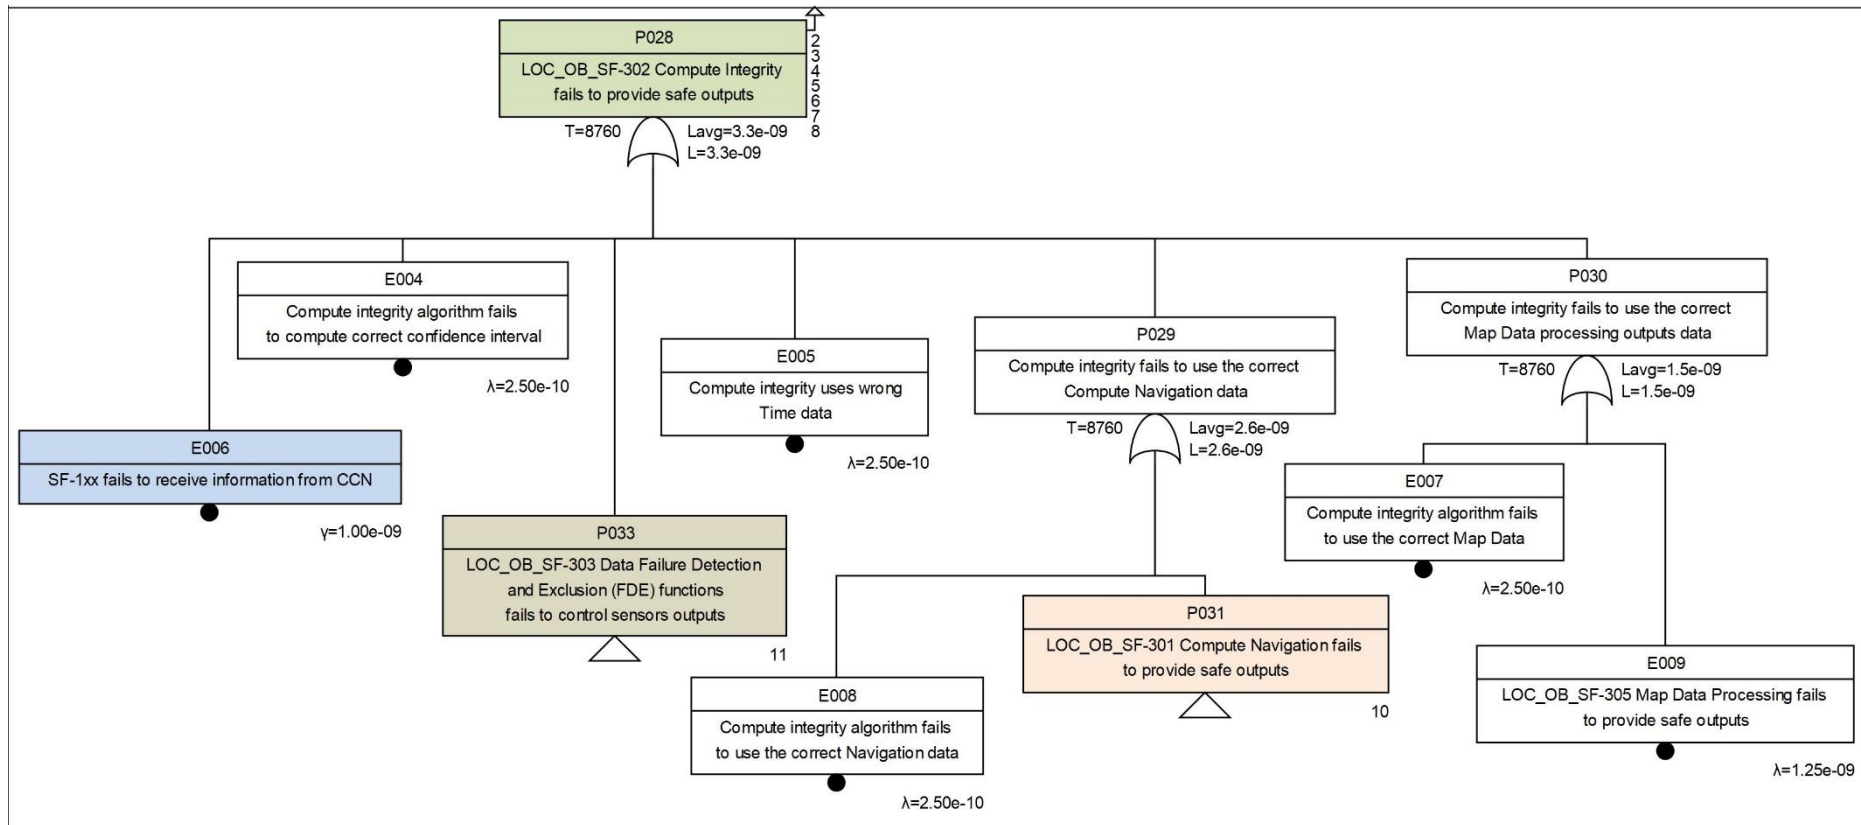 P028
LOC_OB_SF-302 Compute Integrity
fails to provide safe outputs
2
3
4
5
6
7
8
T=8760
Lavg=3.3e-09
L=3.3e-09
E004
Compute integrity algorithm fails
to compute correct confidence interval
λ=2.50e-10
P030
Compute integrity fails to use the correct
Map Data processing outputs data
T=8760
Lavg=1.5e-09
L=1.5e-09
P029
Compute integrity fails to use the correct
Compute Navigation data
T=8760
Lavg=2.6e-09
L=2.6e-09
E005
Compute integrity uses wrong
Time data
λ=2.50e-10
E006
SF-1xx fails to receive information from CCN
γ=1.00e-09
E007
Compute integrity algorithm fails
to use the correct Map Data
λ=2.50e-10
P033
LOC_OB_SF-303 Data Failure Detection
and Exclusion (FDE) functions
fails to control sensors outputs
11
P031
LOC_OB_SF-301 Compute Navigation fails
to provide safe outputs
10
E009
LOC_OB_SF-305 Map Data Processing fails
to provide safe outputs
λ=1.25e-09
E008
Compute integrity algorithm fails
to use the correct Navigation data
λ=2.50e-10